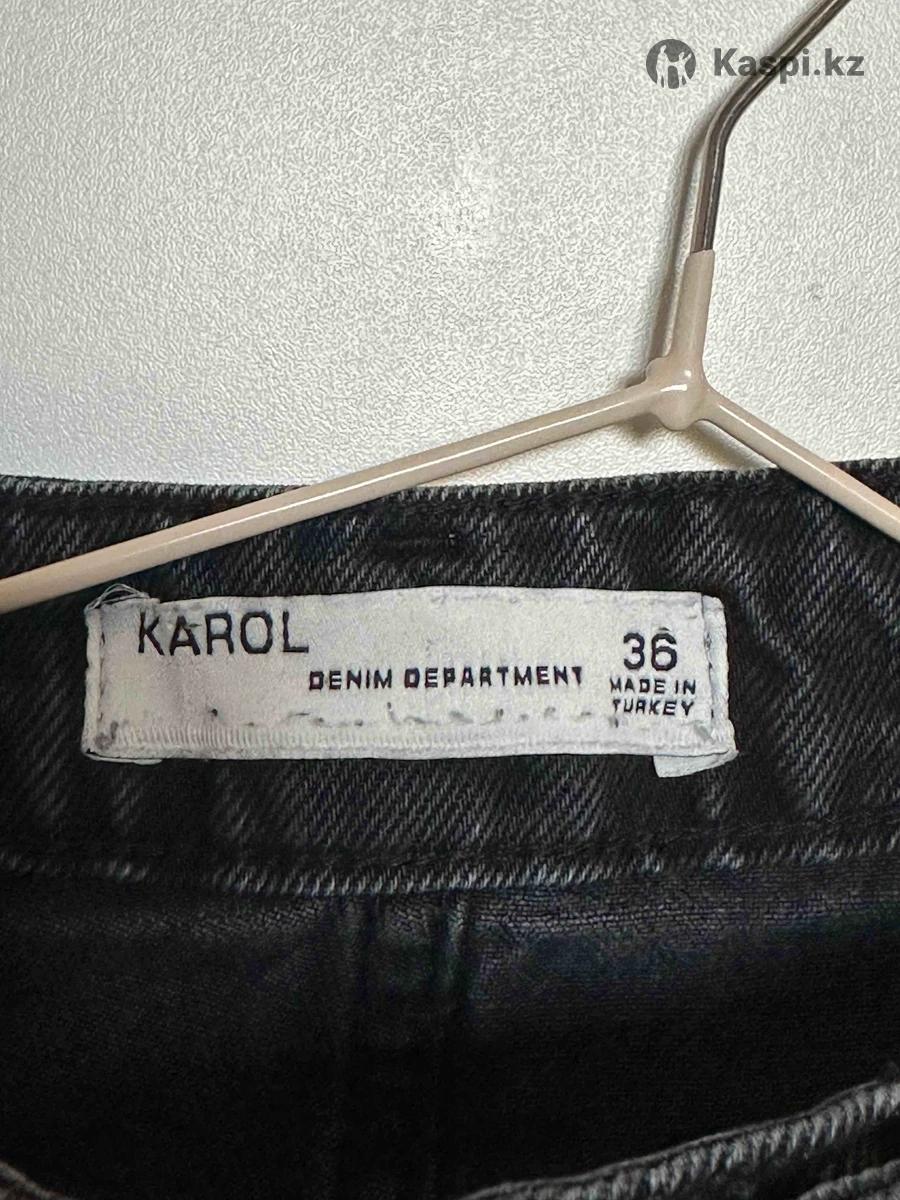 Kaspi.kz
KAROL
DENIM DEPARTMENT
36
MADE IN
TURKEY